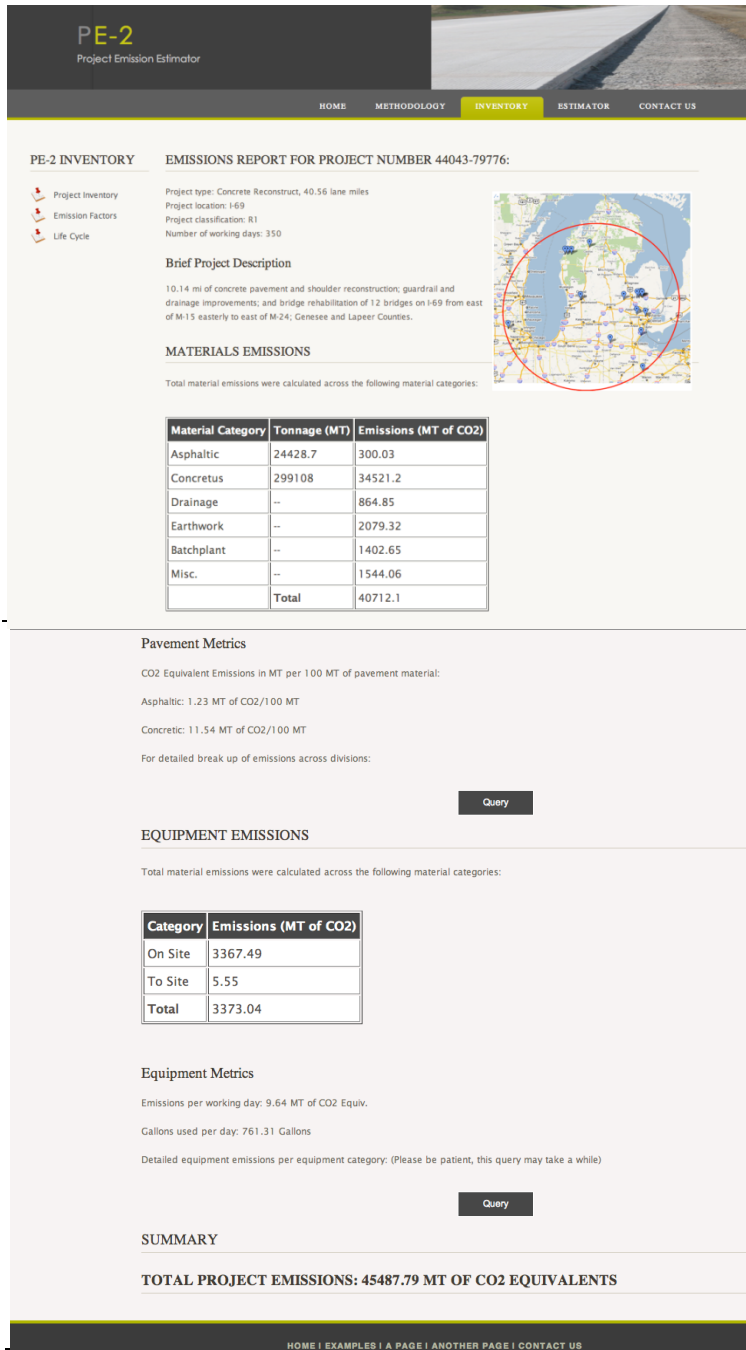 PE-2
Project Emission Estimator
HOME METHODOLOGY INVENTORY ESTIMATOR CONTACT US
PE-2 INVENTORY
Project Inventory
Emission Factors
Life Cycle
EMISSIONS REPORT FOR PROJECT NUMBER 44043-79776:
Project type: Concrete Reconstruct, 40.56 lane miles
Project location: I-69
Project classification: R1
Number of working days: 350
Brief Project Description
10.14 mi of concrete pavement and shoulder reconstruction; guardrail and
drainage improvements; and bridge rehabilitation of 12 bridges on I-69 from east
of M-15 easterly to east of M-24; Genesee and Lapeer Counties.
MATERIALS EMISSIONS
Total material emissions were calculated across the following material categories:
Material Category Tonnage (MT) Emissions (MT of CO2)
Asphaltic 24428.7 300.03
Concretus 299108 34521.2
Drainage -- 864.85
Earthwork -- 2079.32
Batchplant -- 1402.65
Misc. -- 1544.06
Total 40712.1
Pavement Metrics
CO2 Equivalent Emissions in MT per 100 MT of pavement material:
Asphaltic: 1.23 MT of CO2/100 MT
Concretic: 11.54 MT of CO2/100 MT
For detailed break up of emissions across divisions:
Query
EQUIPMENT EMISSIONS
Total material emissions were calculated across the following material categories:
Category Emissions (MT of CO2)
On Site 3367.49
To Site 5.55
Total 3373.04
Equipment Metrics
Emissions per working day: 9.64 MT of CO2 Equiv.
Gallons used per day: 761.31 Gallons
Detailed equipment emissions per equipment category: (Please be patient, this query may take a while)
Query
SUMMARY
TOTAL PROJECT EMISSIONS: 45487.79 MT OF CO2 EQUIVALENTS
HOME | EXAMPLES | A PAGE | ANOTHER PAGE | CONTACT US